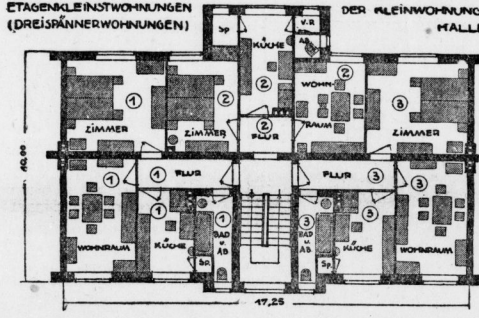 ETAGENKLEINSTWOHNUNGEN
(DREISPÄNNERWOHNUNGEN)
DER KLEINWOHNUNG
HALLE
Sp
KÜCHE
V.R
AB
1
2
2
2
3
ZIMMER
ZIMMER
WOHN-
RAUM
ZIMMER
2
FLUR
10,00
1
1
FLUR
FLUR
3
3
1
1
3
3
WOHNRAUM
KÜCHE
BAD
u.
AB
BAD
u.
AB
KÜCHE
WOHNRAUM
Sp.
Sp
17,25